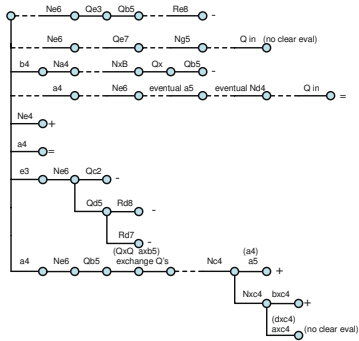 Ne6 Qe3 Qb5 Re8 -
Ne6 Qe7 Ng5 Q in (no clear eval)
b4 Na4 NxB Qx Qb5 -
a4 Ne6 eventual a5 eventual Nd4 Q in =
Ne4 +
a4 =
e3 Ne6 Qc2 -
Qd5 Rd8 -
Rd7 -
(QxQ axb5) (a4)
a4 Ne6 Qb5 exchange Q's Nc4 a5 +
Nxc4 bxc4 +
(dxc4)
axc4 (no clear eval)